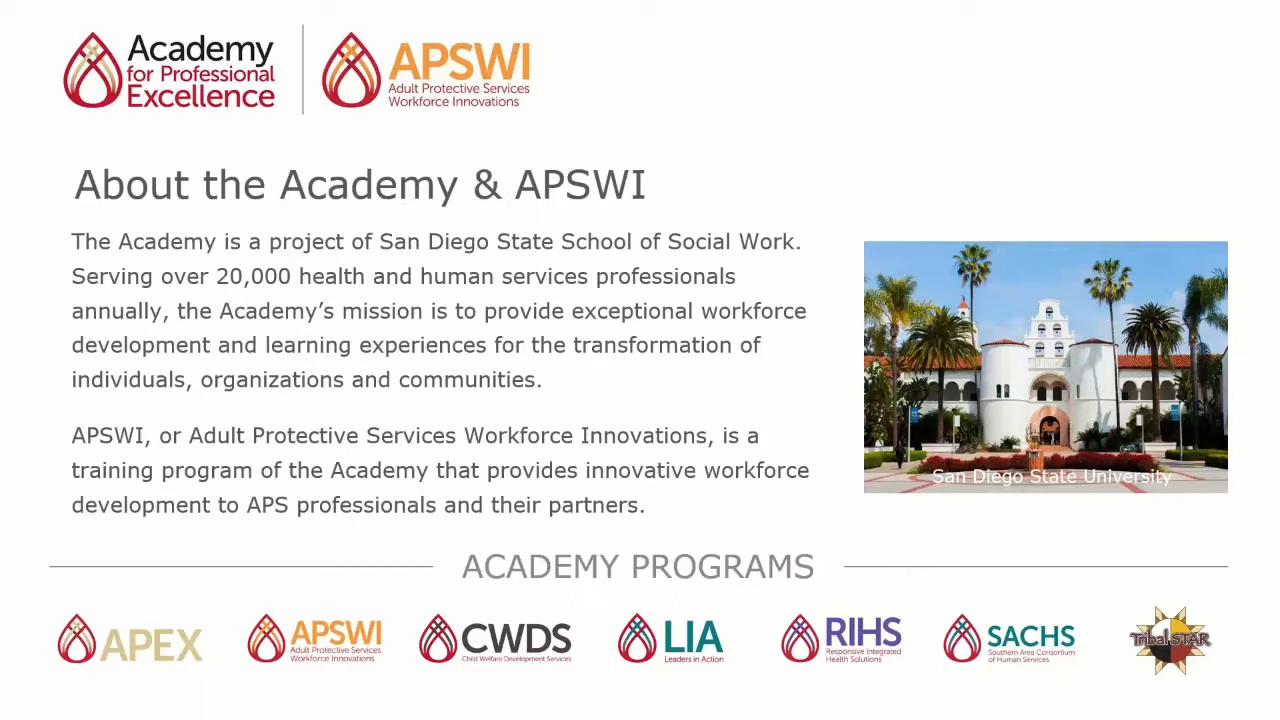 Academy
for Professional
Excellence
APSWI
Adult Protective Services
Workforce Innovations
About the Academy & APSWI
The Academy is a project of San Diego State School of Social Work.
Serving over 20,000 health and human services professionals
annually, the Academy’s mission is to provide exceptional workforce
development and learning experiences for the transformation of
individuals, organizations and communities.
APSWI, or Adult Protective Services Workforce Innovations, is a
training program of the Academy that provides innovative workforce
development to APS professionals and their partners.
San Diego State University
ACADEMY PROGRAMS
APEX
APSWI
Adult Protective Services
Workforce Innovations
CWDS
Child Welfare Development Services
LIA
Leaders in Action
RIHS
Responsive Integrated
Health Solutions
SACHS
Southern Area Consortium
of Human Services
Tribal STAR